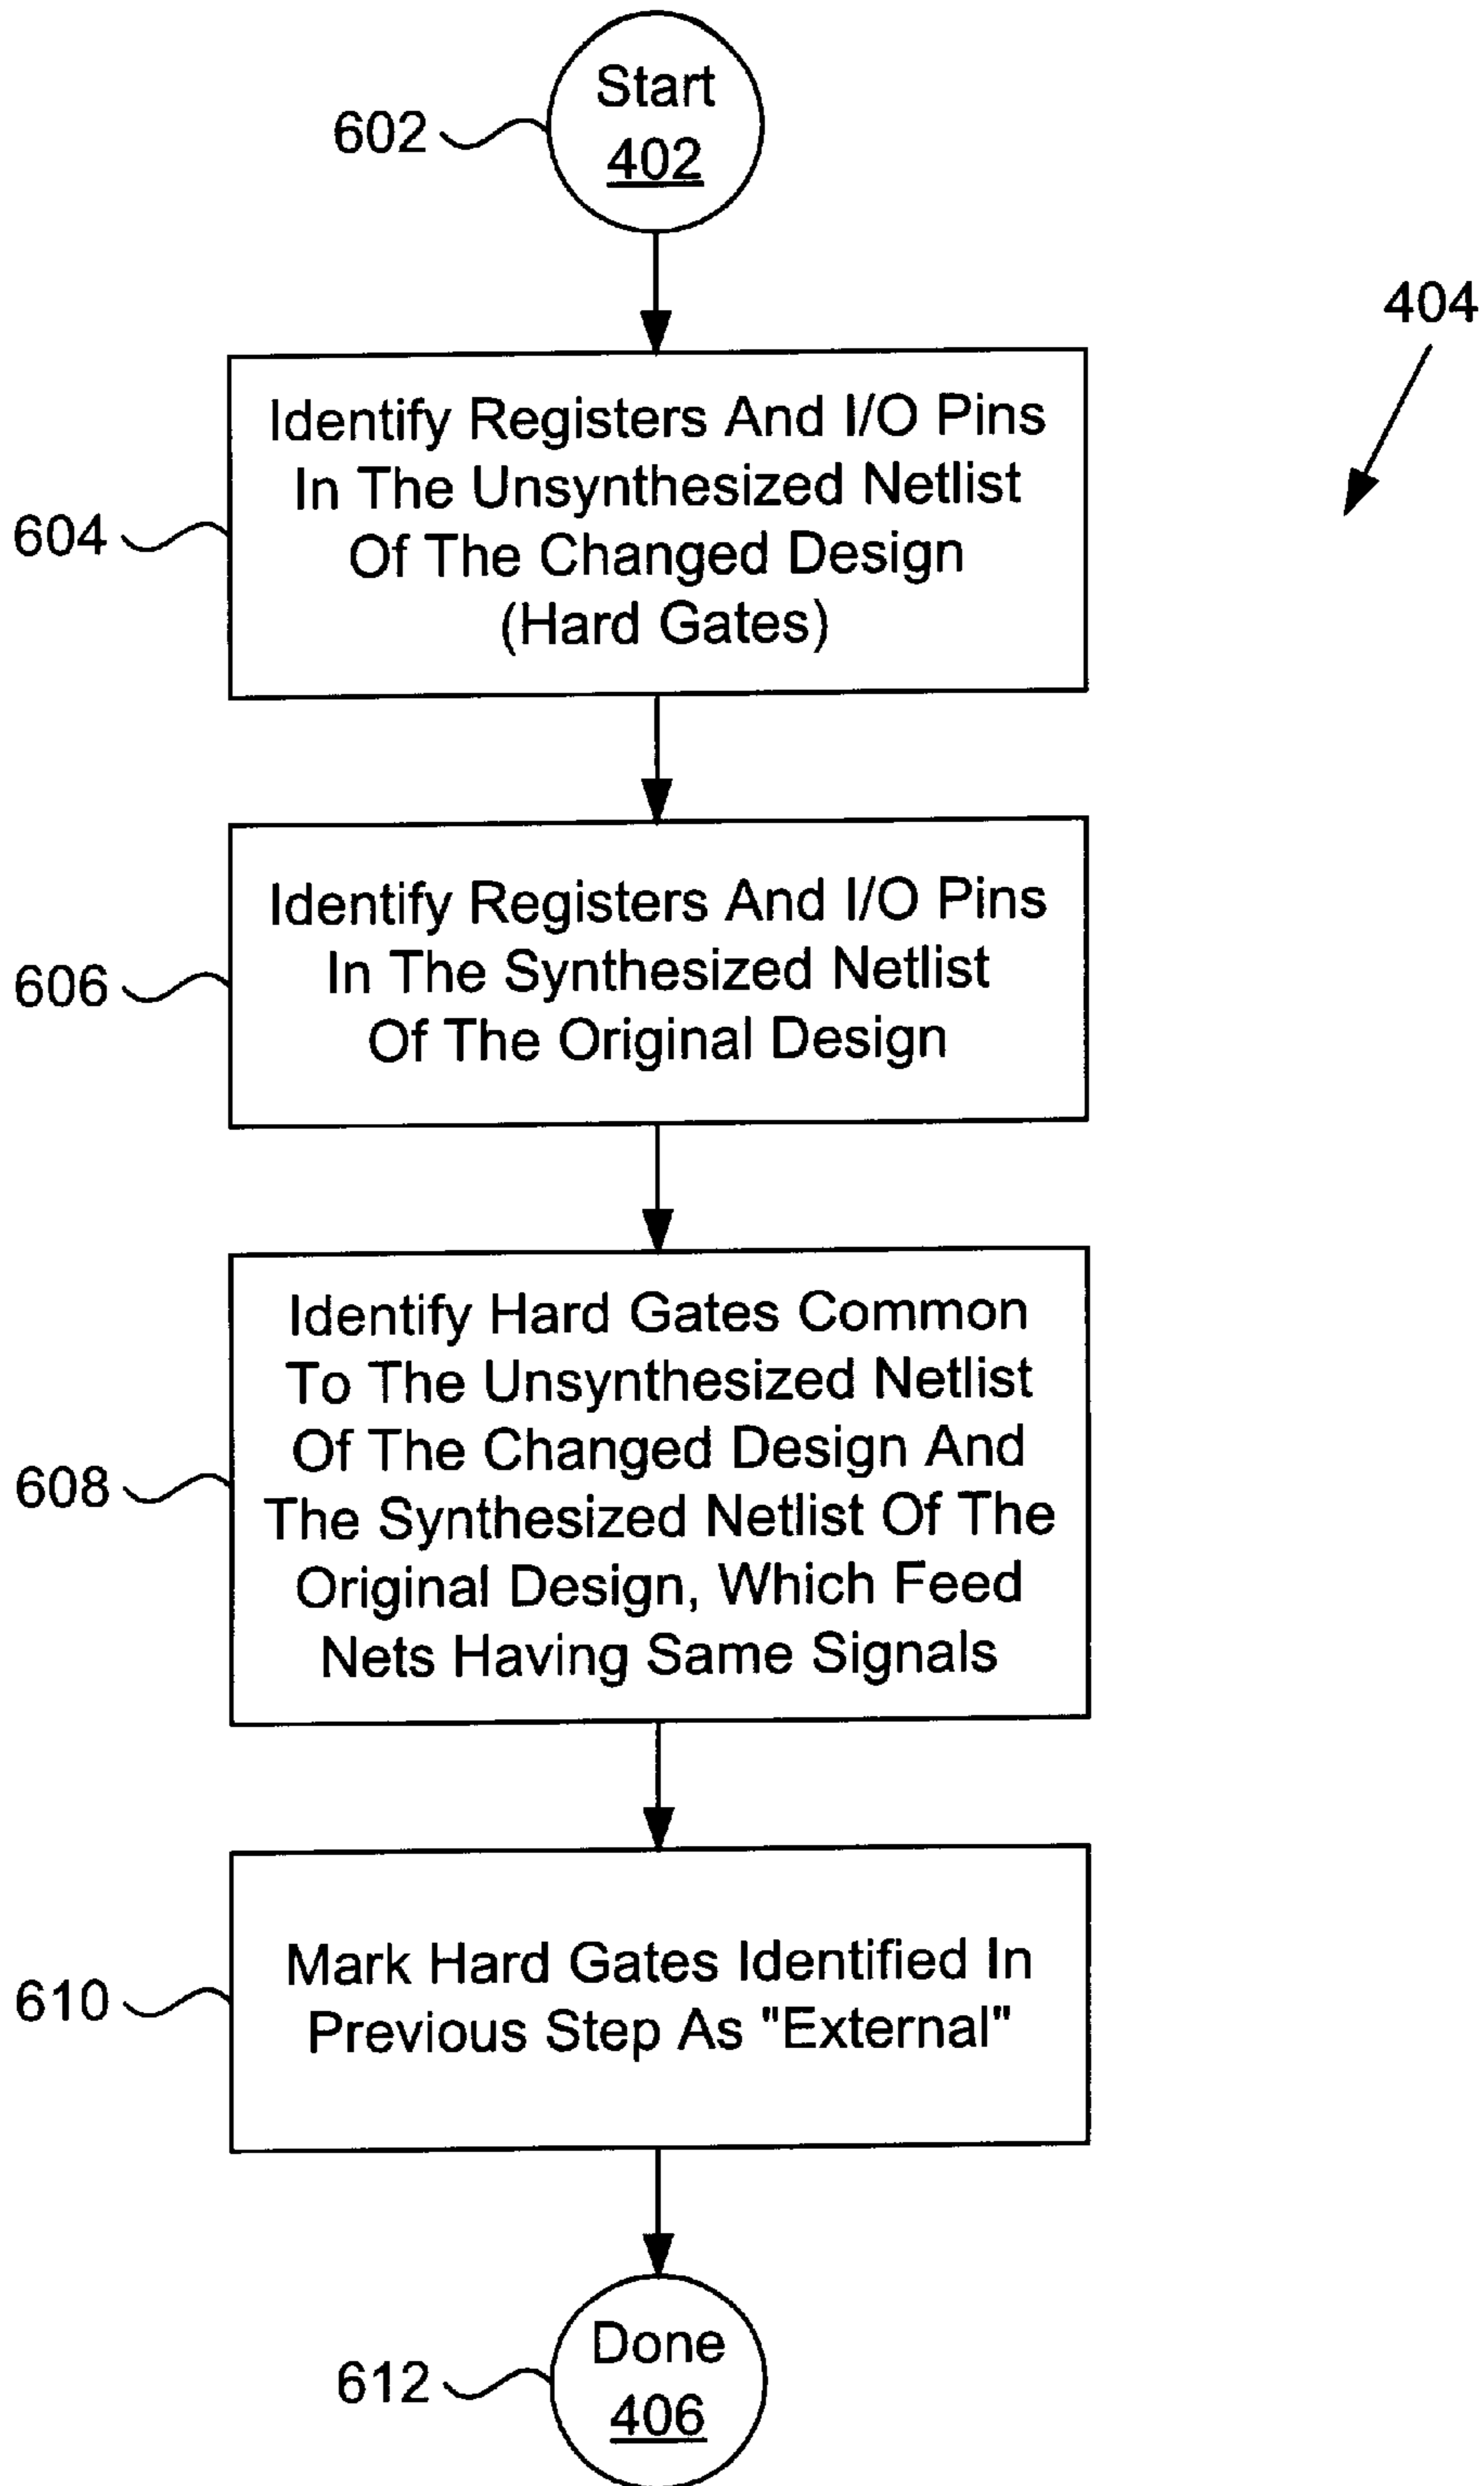 Start
602
402
404
Identify Registers And I/O Pins
In The Unsynthesized Netlist
604
Of The Changed Design
(Hard Gates)
Identify Registers And I/O Pins
606
In The Synthesized Netlist
Of The Original Design
Identify Hard Gates Common
To The Unsynthesized Netlist
Of The Changed Design And
608
The Synthesized Netlist Of The
Original Design, Which Feed
Nets Having Same Signals
Mark Hard Gates Identified In
610
Previous Step As "External"
Done
612
406